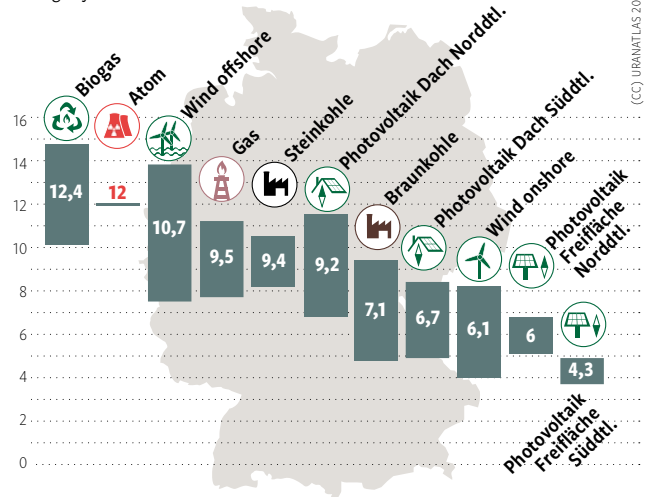 Biogas
Atom
Wind offshore
Gas
Steinkohle
Photovoltaik Dach Norddtl.
Braunkohle
Photovoltaik Dach Süddtl.
Wind onshore
Photovoltaik
Freifläche
Norddtl.
(CC) URANATLAS 20
16
14
12
10
8
6
4
2
0
12,4
12
10,7
9,5
9,4
9,2
7,1
6,7
6,1
6
4,3
Photovoltaik
Freifläche
Süddtl.